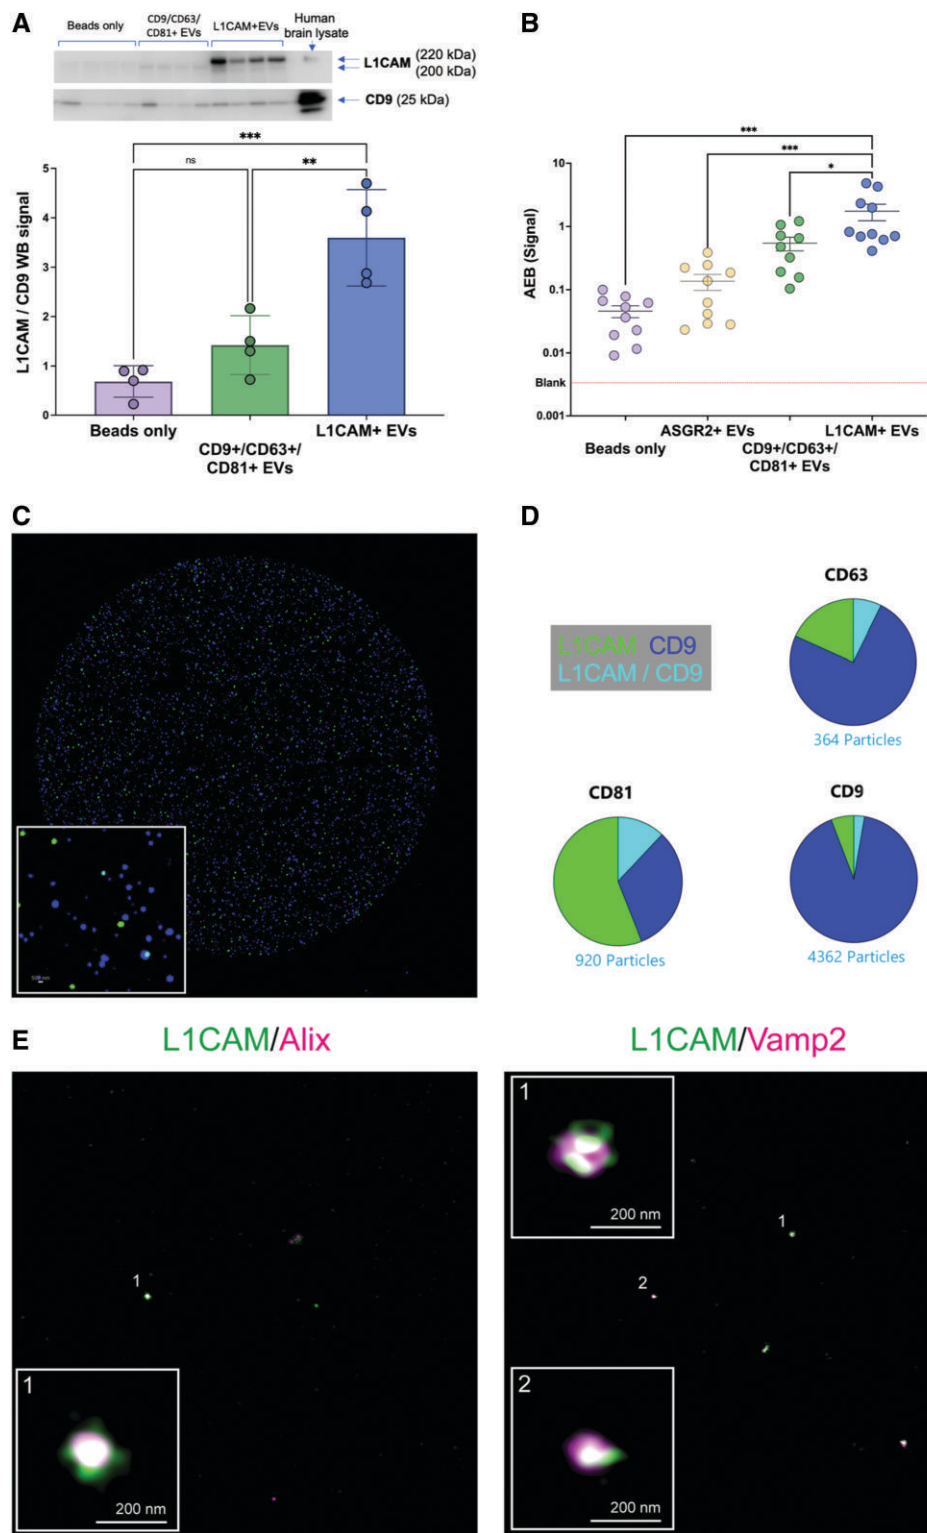 A
Beads only
CD9/CD63/
CD81+ EVs
L1CAM+EVs
Human
brain lysate
L1CAM (220 kDa)
(200 kDa)
CD9 (25 kDa)
***
ns
**
5
4
3
2
1
0
L1CAM / CD9 WB signal
Beads only
CD9+/CD63+/
CD81+ EVs
L1CAM+ EVs
B
***
***
*
10
1
0.1
0.01
Blank
0.001
AEB (Signal)
Beads only
ASGR2+ EVs
CD9+/CD63+/
CD81+ EVs
L1CAM+ EVs
C
D
L1CAM CD9
L1CAM / CD9
CD63
364 Particles
CD81
920 Particles
CD9
4362 Particles
E
L1CAM/Alix
1
1
200 nm
L1CAM/Vamp2
1
200 nm
1
2
2
200 nm